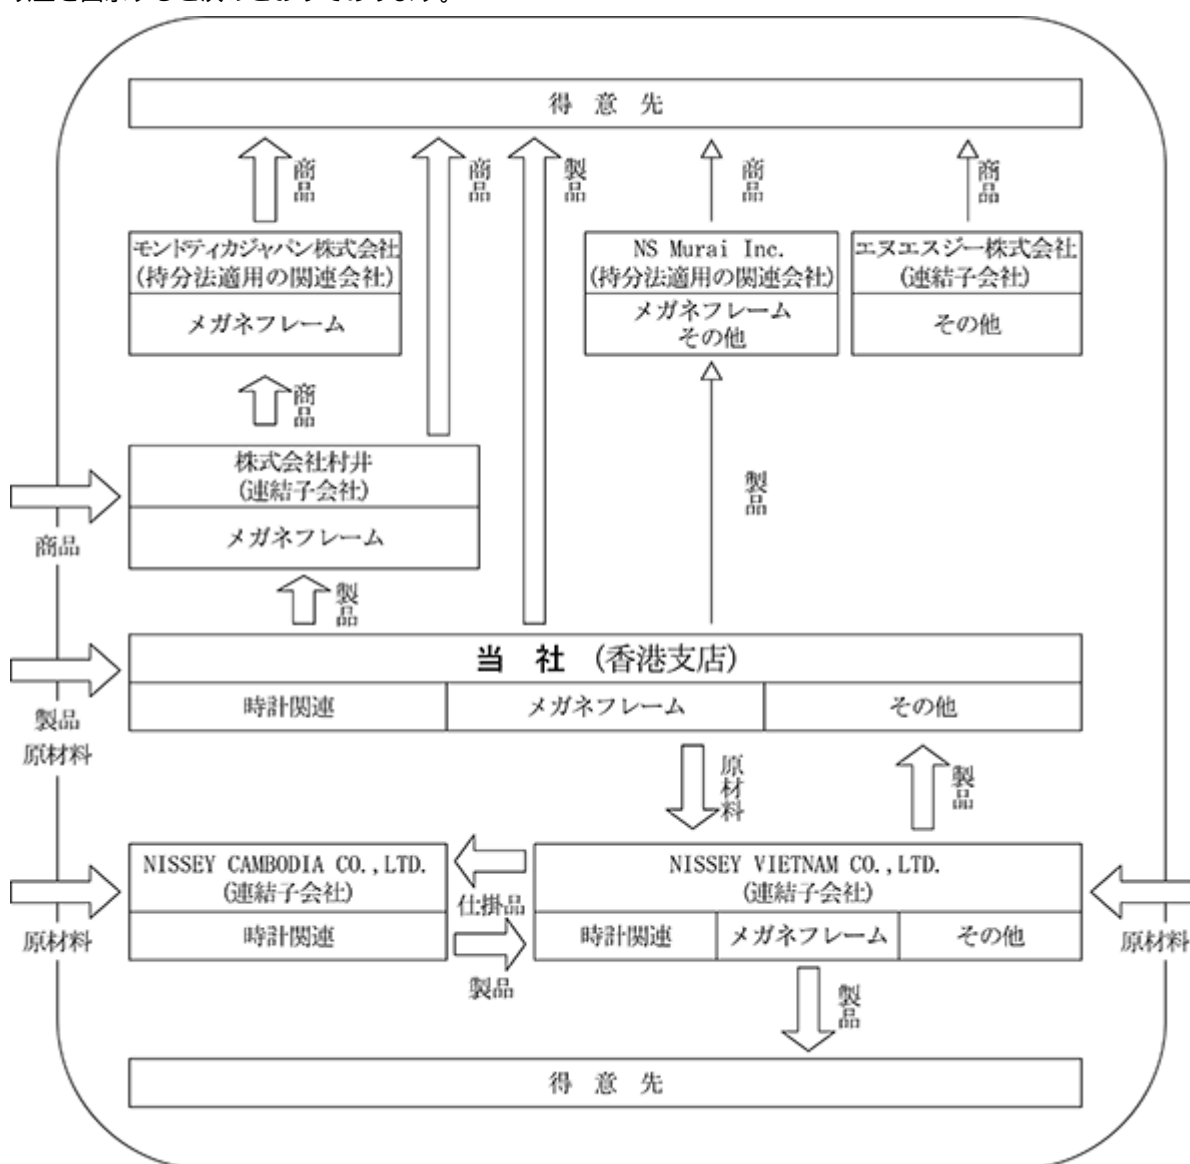 得 意 先
商品
商品
製品
商品
商品
モンドティカジャパン株式会社
(持分法適用の関連会社)
メガネフレーム
NS Murai Inc.
(持分法適用の関連会社)
メガネフレーム
その他
エヌエスジー株式会社
(連結子会社)
その他
商品
株式会社村井
(連結子会社)
メガネフレーム
商品
製品
製品
当 社 (香港支店)
時計関連
メガネフレーム
その他
製品
原材料
原材料
製品
NISSEY CAMBODIA CO.,LTD.
(連結子会社)
時計関連
仕掛品
製品
NISSEY VIETNAM CO.,LTD.
(連結子会社)
時計関連
メガネフレーム
その他
原材料
原材料
製品
得 意 先